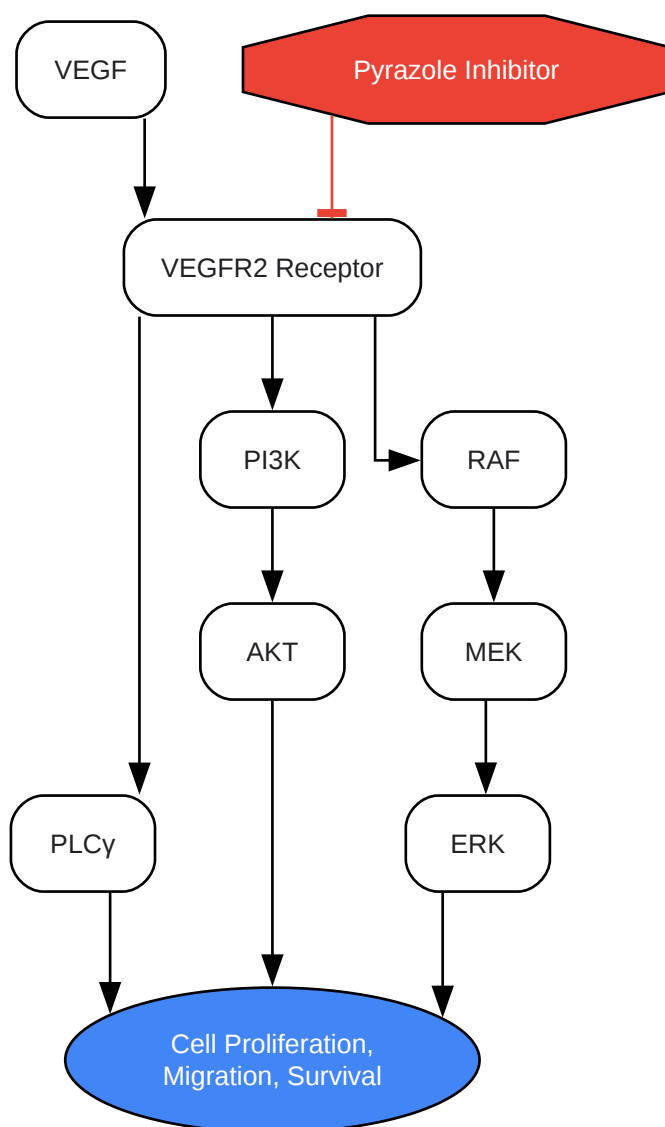 VEGF
Pyrazole Inhibitor
VEGFR2 Receptor
PI3K
RAF
AKT
MEK
PLCγ
ERK
Cell Proliferation,
Migration, Survival